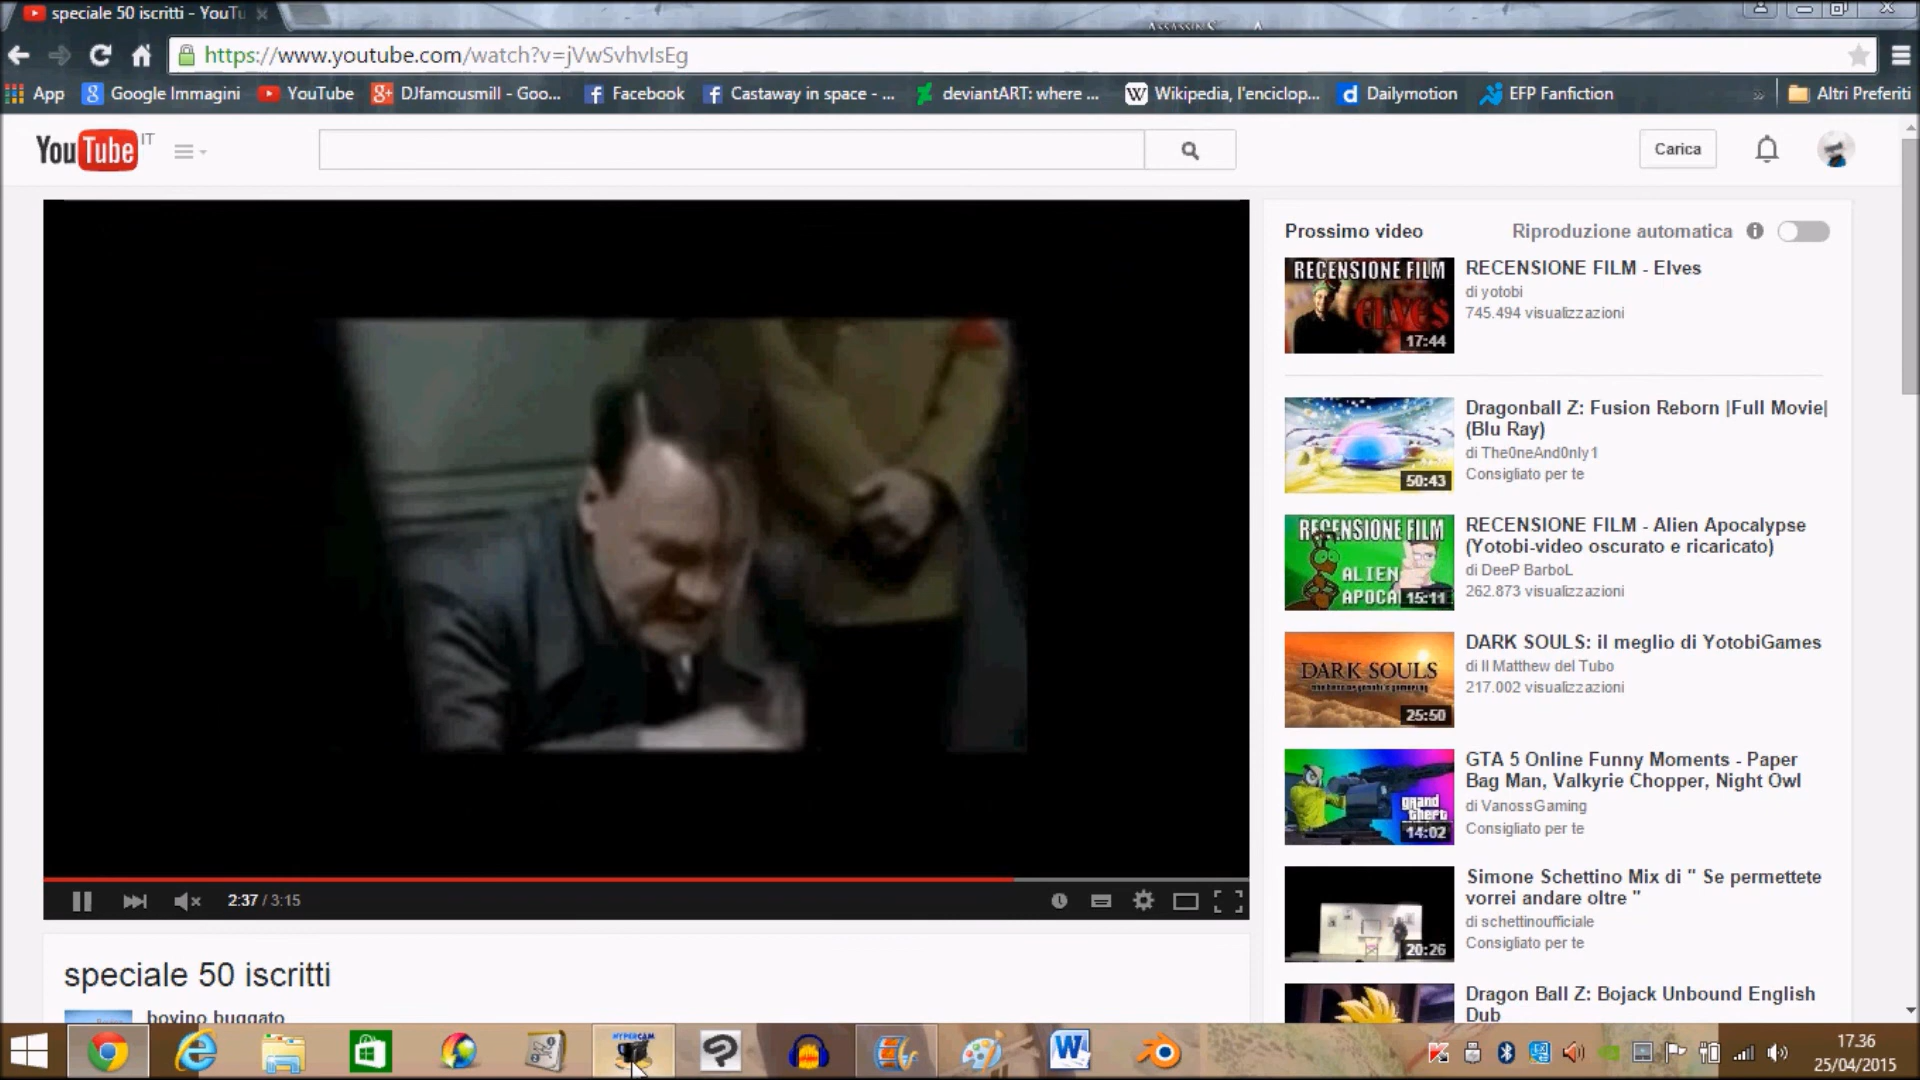 speciale 50 iscritti - YouTu
https://www.youtube.com/watch?v=jVwSvhvIsEg
App
Google Immagini
YouTube
DJfamousmill - Goo...
Facebook
Castaway in space - ...
deviantART: where ...
Wikipedia, l'enciclop...
Dailymotion
EFP Fanfiction
Altri Preferiti
YouTube IT
Carica
Prossimo video
Riproduzione automatica
RECENSIONE FILM
ELVES
17:44
RECENSIONE FILM - Elves
di yotobi
745.494 visualizzazioni
50:43
Dragonball Z: Fusion Reborn |Full Movie|
(Blu Ray)
di The0neAnd0nly1
Consigliato per te
RECENSIONE FILM
ALIEN
APOCA
15:11
RECENSIONE FILM - Alien Apocalypse
(Yotobi-video oscurato e ricaricato)
di DeeP BarboL
262.873 visualizzazioni
DARK SOULS
25:50
DARK SOULS: il meglio di YotobiGames
di Il Matthew del Tubo
217.002 visualizzazioni
grand
theft
14:02
GTA 5 Online Funny Moments - Paper
Bag Man, Valkyrie Chopper, Night Owl
di VanossGaming
Consigliato per te
20:26
Simone Schettino Mix di " Se permettete
vorrei andare oltre "
di schettinoufficiale
Consigliato per te
Dragon Ball Z: Bojack Unbound English
Dub
2:37 / 3:15
speciale 50 iscritti
bovino buggato
HYPERCAM
17.36
25/04/2015